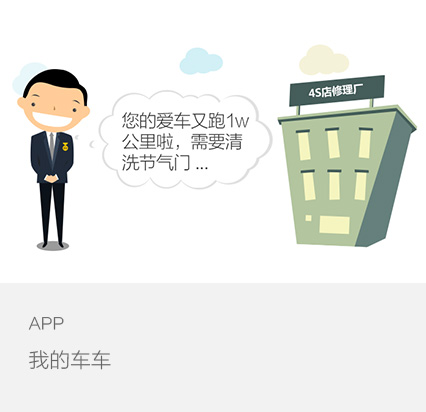 4S店修理厂
您的爱车又跑1w
公里啦，需要清
洗节气门 ...
APP
我的车车